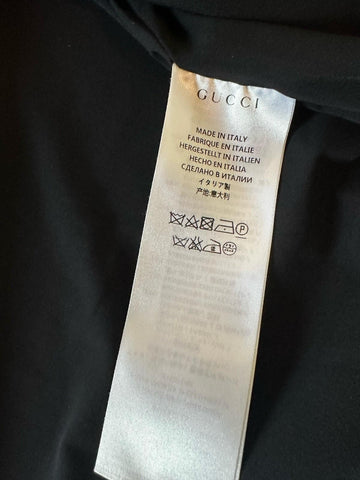 GUCCI
MADE IN ITALY
FABRIQUE EN ITALIE
HERGESTELLT IN ITALIEN
HECHO EN ITALIA
СДЕЛАНО В ИТАЛИИ
イタリア製
产地:意大利